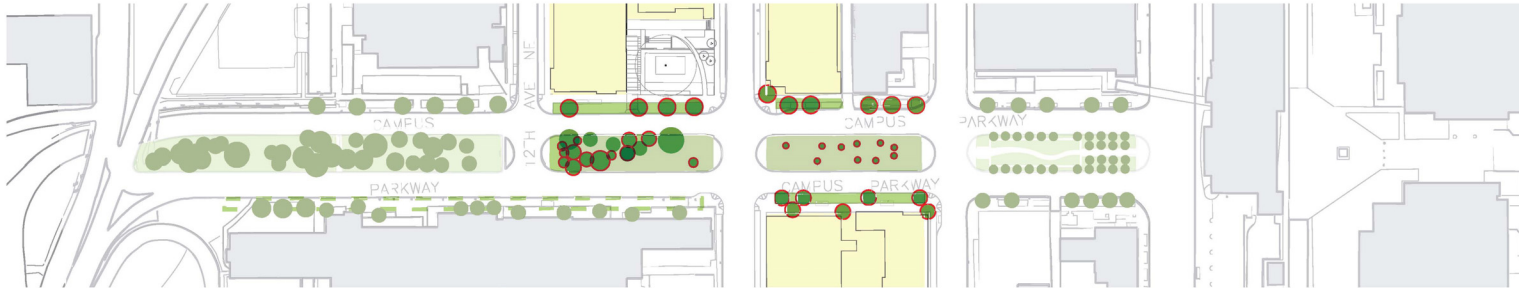 AVE NE
12TH
CAMPUS
PARKWAY
CAMPUS
PARKWAY
CAMPUS PARKWAY